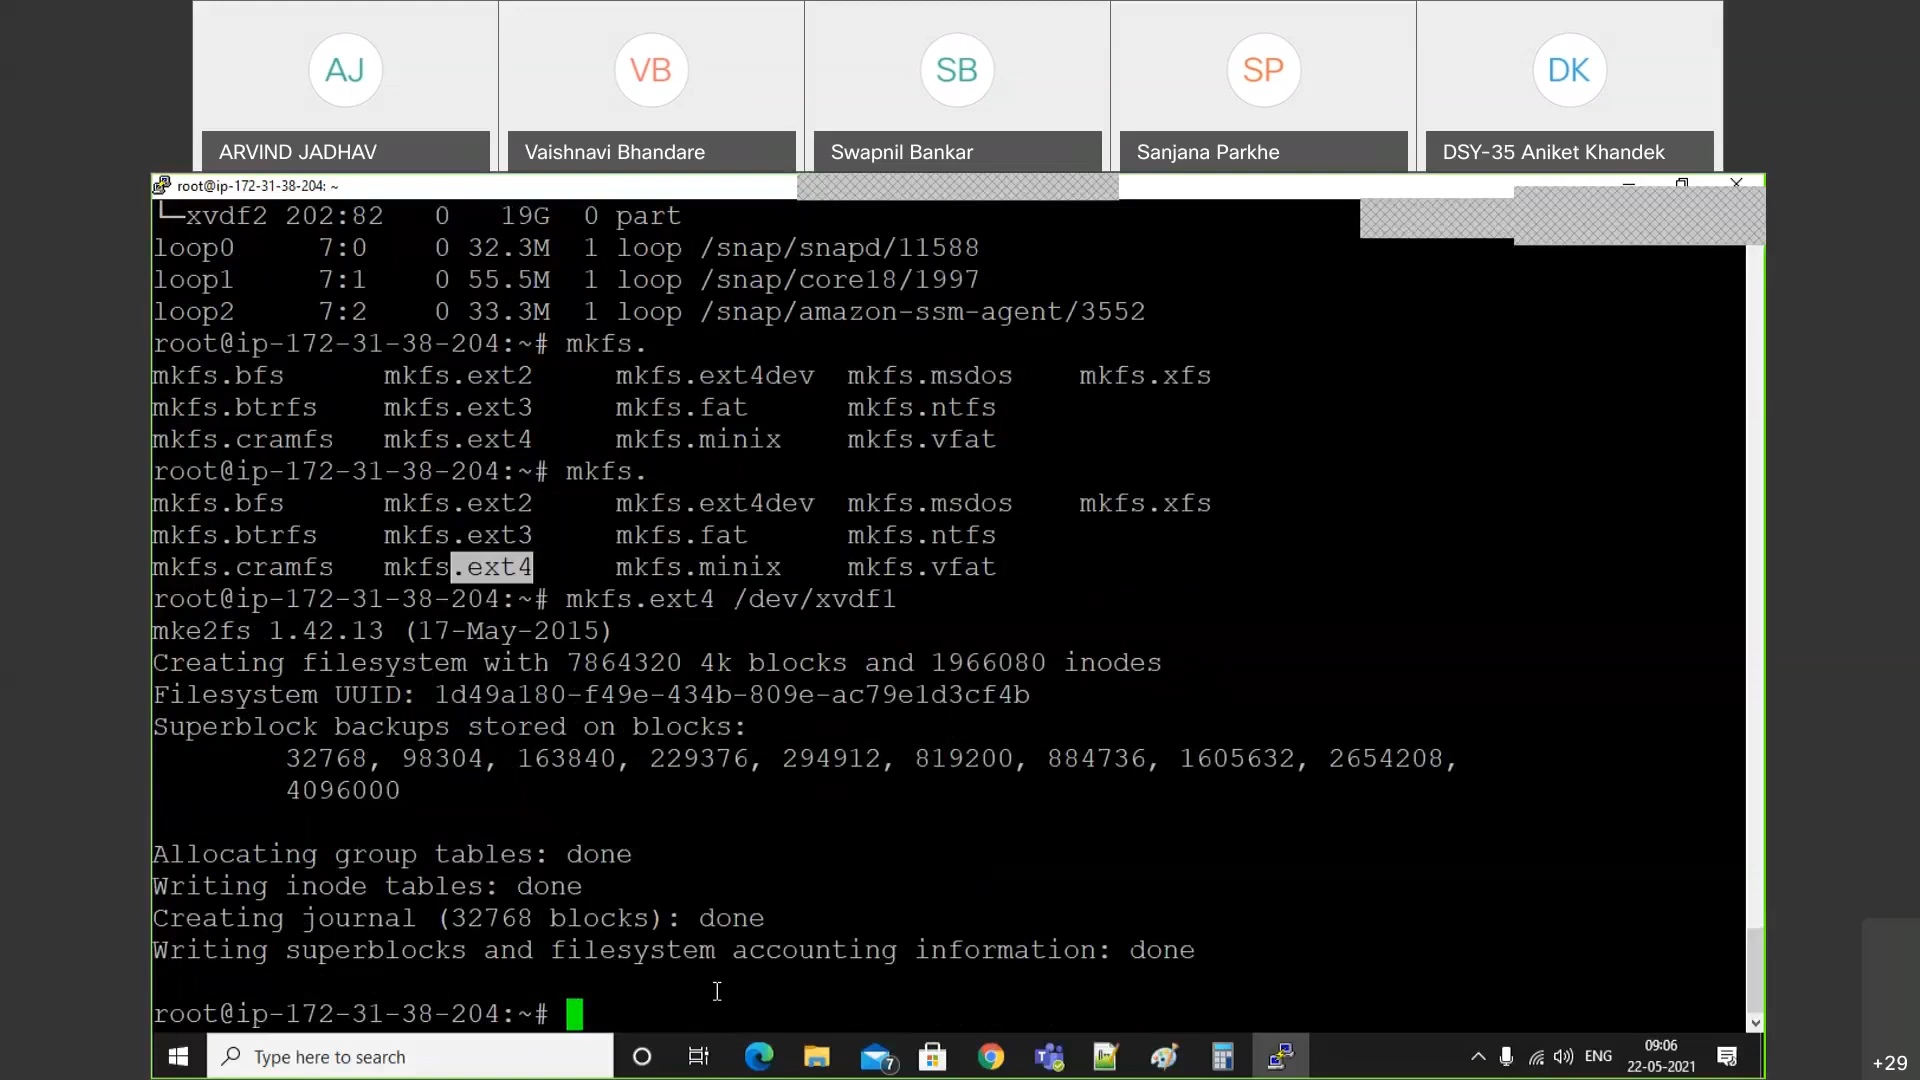 AJ VB SB SP DK
ARVIND JADHAV Vaishnavi Bhandare Swapnil Bankar Sanjana Parkhe DSY-35 Aniket Khandek
root@ip-172-31-38-204: ~
└─xvdf2 202:82   0   19G  0 part
loop0     7:0    0 32.3M  1 loop /snap/snapd/11588
loop1     7:1    0 55.5M  1 loop /snap/core18/1997
loop2     7:2    0 33.3M  1 loop /snap/amazon-ssm-agent/3552
root@ip-172-31-38-204:~# mkfs.
mkfs.bfs      mkfs.ext2     mkfs.ext4dev  mkfs.msdos    mkfs.xfs
mkfs.btrfs    mkfs.ext3     mkfs.fat      mkfs.ntfs
mkfs.cramfs   mkfs.ext4     mkfs.minix    mkfs.vfat
root@ip-172-31-38-204:~# mkfs.
mkfs.bfs      mkfs.ext2     mkfs.ext4dev  mkfs.msdos    mkfs.xfs
mkfs.btrfs    mkfs.ext3     mkfs.fat      mkfs.ntfs
mkfs.cramfs   mkfs.ext4     mkfs.minix    mkfs.vfat
root@ip-172-31-38-204:~# mkfs.ext4 /dev/xvdf1
mke2fs 1.42.13 (17-May-2015)
Creating filesystem with 7864320 4k blocks and 1966080 inodes
Filesystem UUID: 1d49a180-f49e-434b-809e-ac79e1d3cf4b
Superblock backups stored on blocks:
        32768, 98304, 163840, 229376, 294912, 819200, 884736, 1605632, 2654208,
        4096000
Allocating group tables: done
Writing inode tables: done
Creating journal (32768 blocks): done
Writing superblocks and filesystem accounting information: done
root@ip-172-31-38-204:~#
Type here to search 7 ENG 09:06
22-05-2021
+29